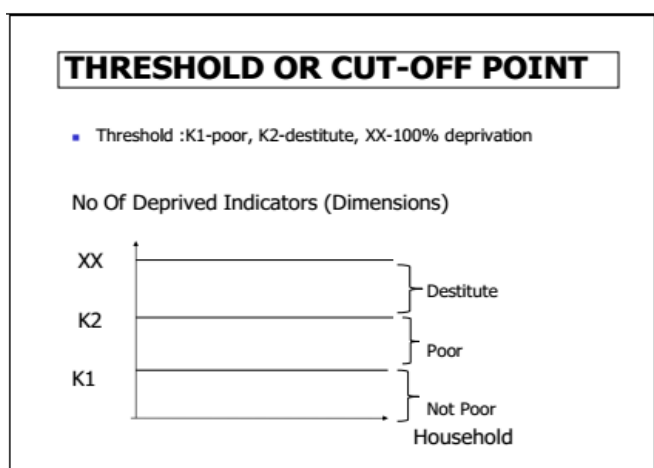 THRESHOLD OR CUT-OFF POINT
Threshold :K1-poor, K2-destitute, XX-100% deprivation
No Of Deprived Indicators (Dimensions)
XX
Destitute
K2
Poor
K1
Not Poor
Household